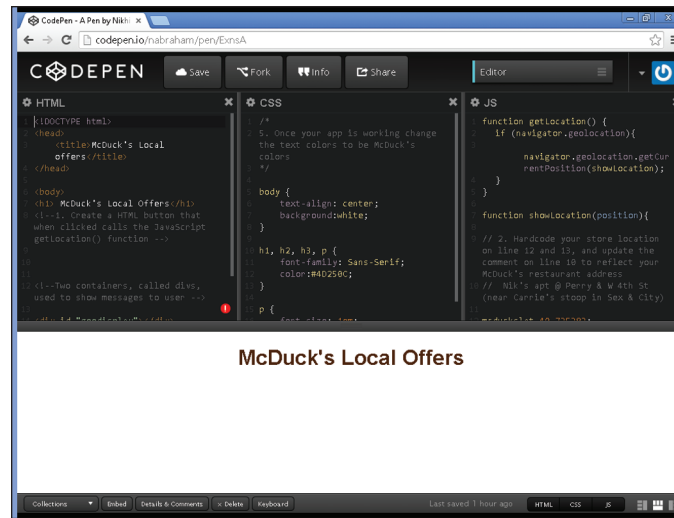 CodePen - A Pen by Nikhi
codepen.io/nabraham/pen/ExnsA
CODEPEN
Save
Fork
Info
Share
Editor
HTML
1 <!DOCTYPE html>
2 <head>
3 <title>McDuck's Local
offers</title>
4 </head>
5
6 <body>
7 <h1> McDuck's Local Offers</h1>
8 <!--1. Create a HTML button that
when clicked calls the JavaScript
getLocation() function -->
9
10
11
12 <!--Two containers, called divs,
used to show messages to user -->
CSS
1 /*
2 5. Once your app is working change
the text colors to be McDuck's
colors
3 */
4
5 body {
6 text-align: center;
7 background:white;
8 }
9
10 h1, h2, h3, p {
11 font-family: Sans-Serif;
12 color:#4D250C;
13 }
14
15 p {
JS
1 function getLocation() {
2 if (navigator.geolocation){
3
navigator.geolocation.getCur
rentPosition(showLocation);
4 }
5 }
6
7 function showLocation(position){
8
9 // 2. Hardcode your store location
on line 12 and 13, and update the
comment on line 10 to reflect your
McDuck's restaurant address
10 // Nik's apt @ Perry & W 4th St
(near Carrie's stoop in Sex & City)
11
McDuck's Local Offers
Collections
Embed
Details & Comments
× Delete
Keyboard
Last saved 1 hour ago
HTML
CSS
JS